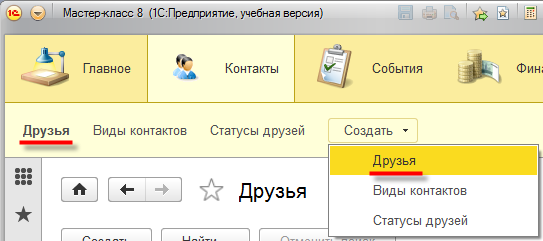 Мастер-класс 8 (1С:Предприятие, учебная версия)
Главное Контакты События Фина
Друзья Виды контактов Статусы друзей Создать
Друзья
Виды контактов
Статусы друзей
Друзья
Создать Найти... Отменить поиск